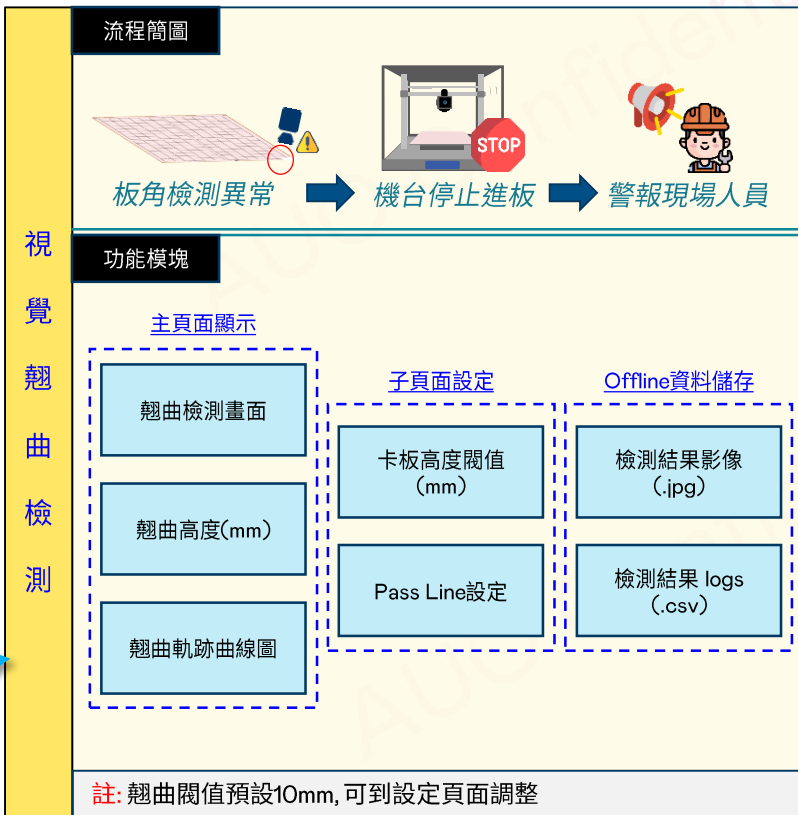 流程簡圖
STOP
板角檢測異常
機台停止進板
警報現場人員
視覺翹曲檢測
功能模塊
主頁面顯示
翹曲檢測畫面
翹曲高度(mm)
翹曲軌跡曲線圖
子頁面設定
卡板高度閥值
(mm)
Pass Line設定
Offline資料儲存
檢測結果影像
(.jpg)
檢測結果 logs
(.csv)
註: 翹曲閥值預設10mm, 可到設定頁面調整